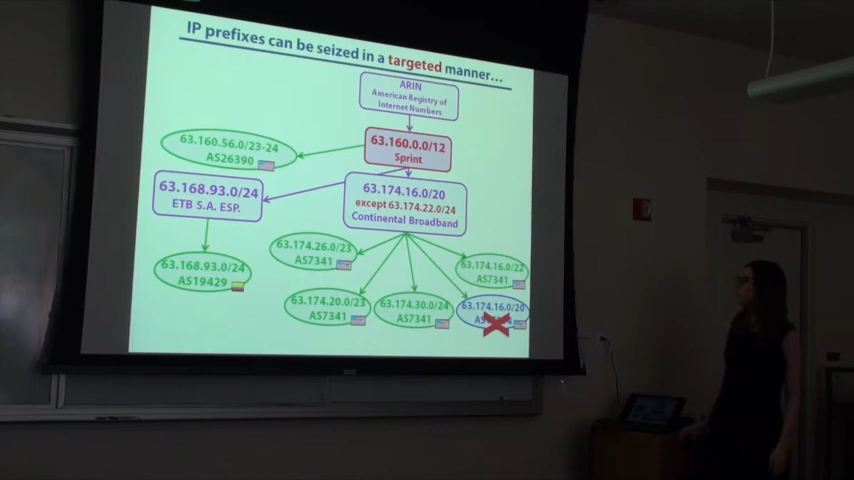 IP prefixes can be seized in a targeted manner...
ARIN
American Registry of
Internet Numbers
63.160.0.0/12
Sprint
63.160.56.0/23-24
AS26390
63.168.93.0/24
ETB S.A. ESP.
63.174.16.0/20
except 63.174.22.0/24
Continental Broadband
63.168.93.0/24
AS19429
63.174.26.0/23
AS7341
63.174.16.0/22
AS7341
63.174.20.0/23
AS7341
63.174.30.0/24
AS7341
63.174.16.0/20